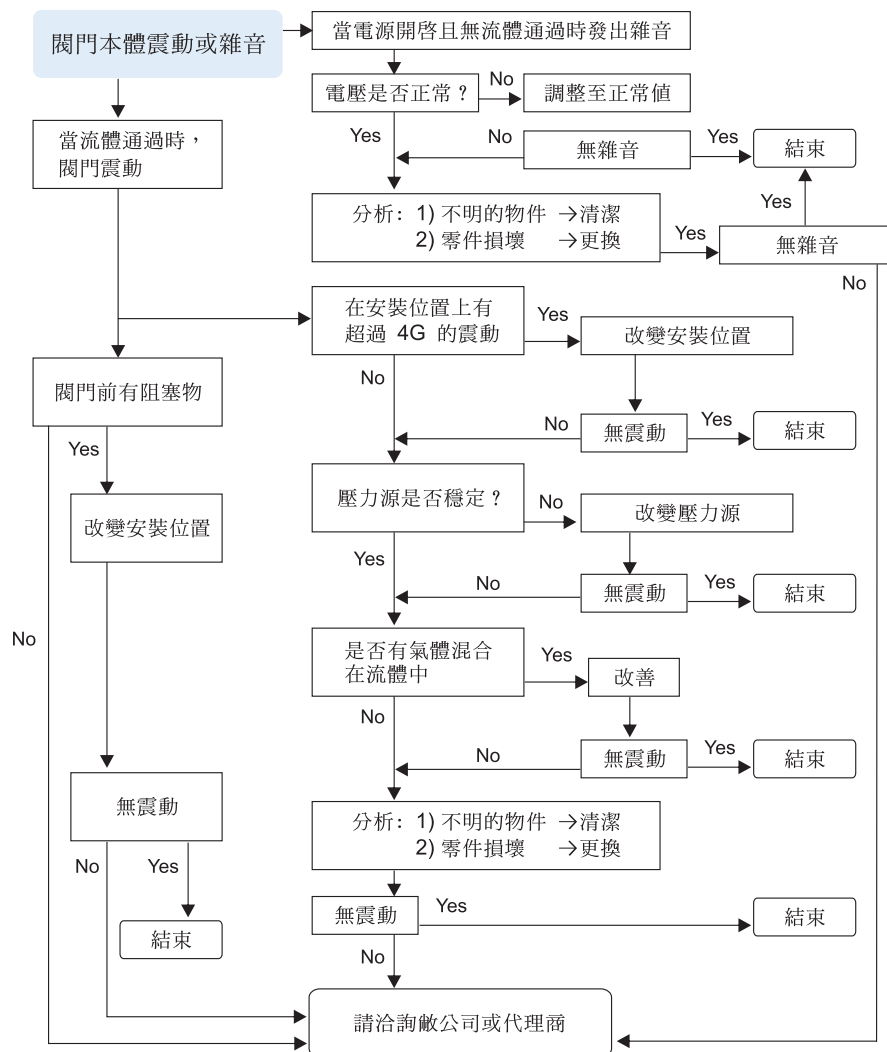 閥門本體震動或雜音
當電源開啓且無流體通過時發出雜音
電壓是否正常？
No
調整至正常值
Yes
No
無雜音
Yes
結束
當流體通過時，
閥門震動
分析: 1) 不明的物件 →清潔
2) 零件損壞 →更換
Yes
Yes
無雜音
No
在安裝位置上有
超過 4G 的震動
Yes
改變安裝位置
No
No
無震動
Yes
結束
閥門前有阻塞物
Yes
No
改變安裝位置
壓力源是否穩定？
No
改變壓力源
Yes
No
無震動
Yes
結束
是否有氣體混合
在流體中
Yes
改善
No
No
無震動
Yes
結束
無震動
No
Yes
結束
分析: 1) 不明的物件 →清潔
2) 零件損壞 →更換
無震動
Yes
結束
No
請洽詢敝公司或代理商